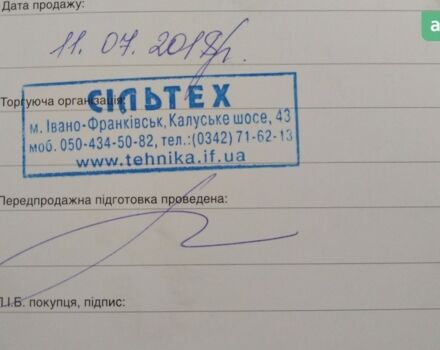 Дата продажу:
11.07.2019р.
Торгуюча організація:
СІЛЬТЕХ
м. Івано-Франківськ, Калуське шосе, 43
моб. 050-434-50-82, тел.:(0342) 71-62-13
www.tehnika.if.ua
Передпродажна підготовка проведена:
П.І.Б. покупця, підпис: